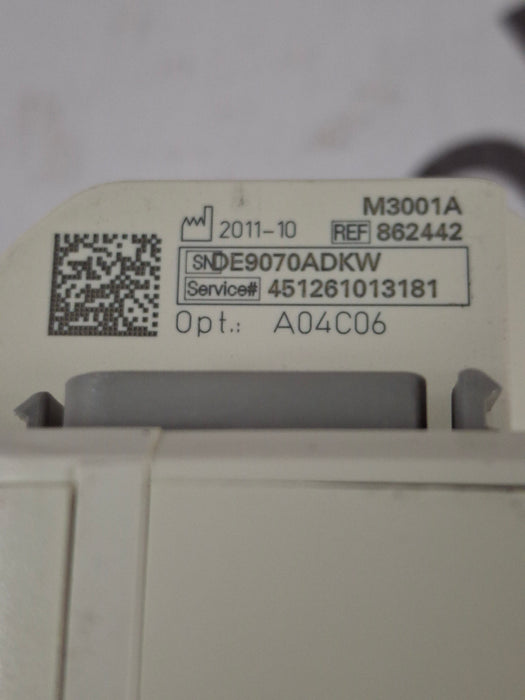 M3001A
2011-10 REF 862442
SN DE9070ADKW
Service# 451261013181
Opt.: A04C06